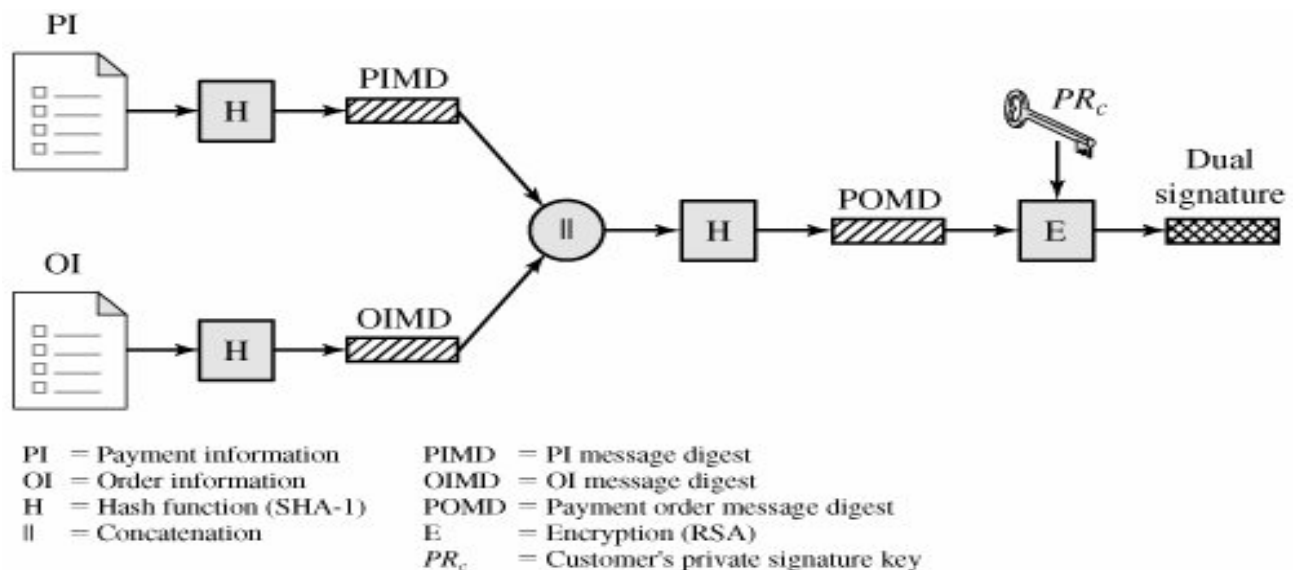 PI
H
PIMD
OI
H
OIMD
||
H
POMD
PRc
E
Dual
signature
PI = Payment information
OI = Order information
H = Hash function (SHA-1)
|| = Concatenation
PIMD = PI message digest
OIMD = OI message digest
POMD = Payment order message digest
E = Encryption (RSA)
PRc = Customer's private signature key